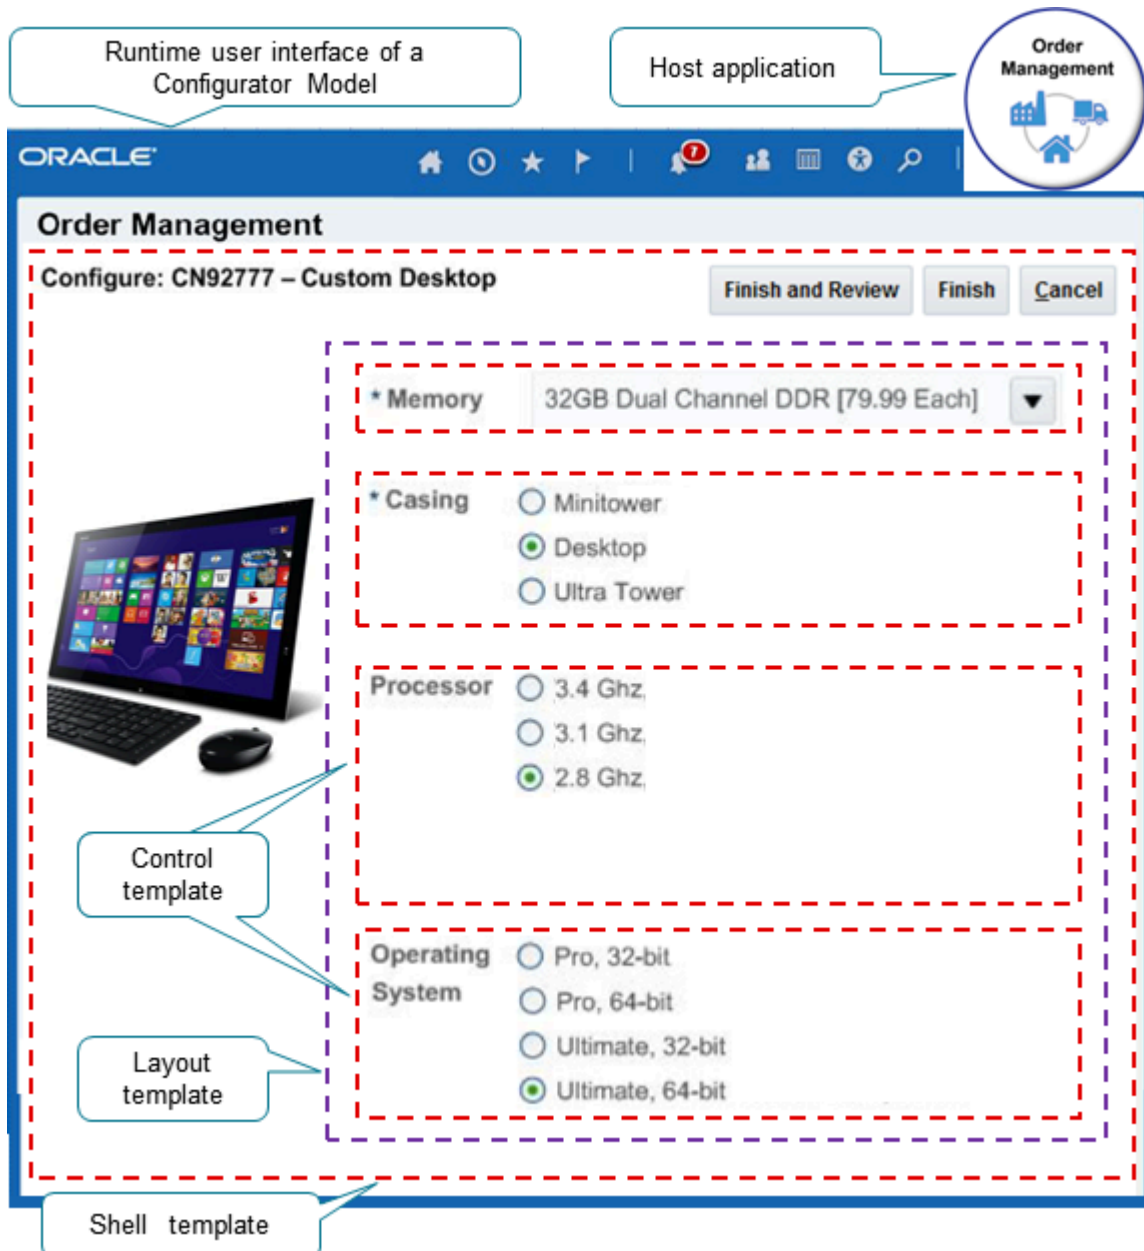 Runtime user interface of a
Configurator Model
Host application
Order
Management
ORACLE
7
Order Management
Configure: CN92777 – Custom Desktop
Finish and Review
Finish
Cancel
* Memory
32GB Dual Channel DDR [79.99 Each]
* Casing
Minitower
Desktop
Ultra Tower
Processor
3.4 Ghz
3.1 Ghz
2.8 Ghz
Control
template
Operating
System
Pro, 32-bit
Pro, 64-bit
Ultimate, 32-bit
Ultimate, 64-bit
Layout
template
Shell template